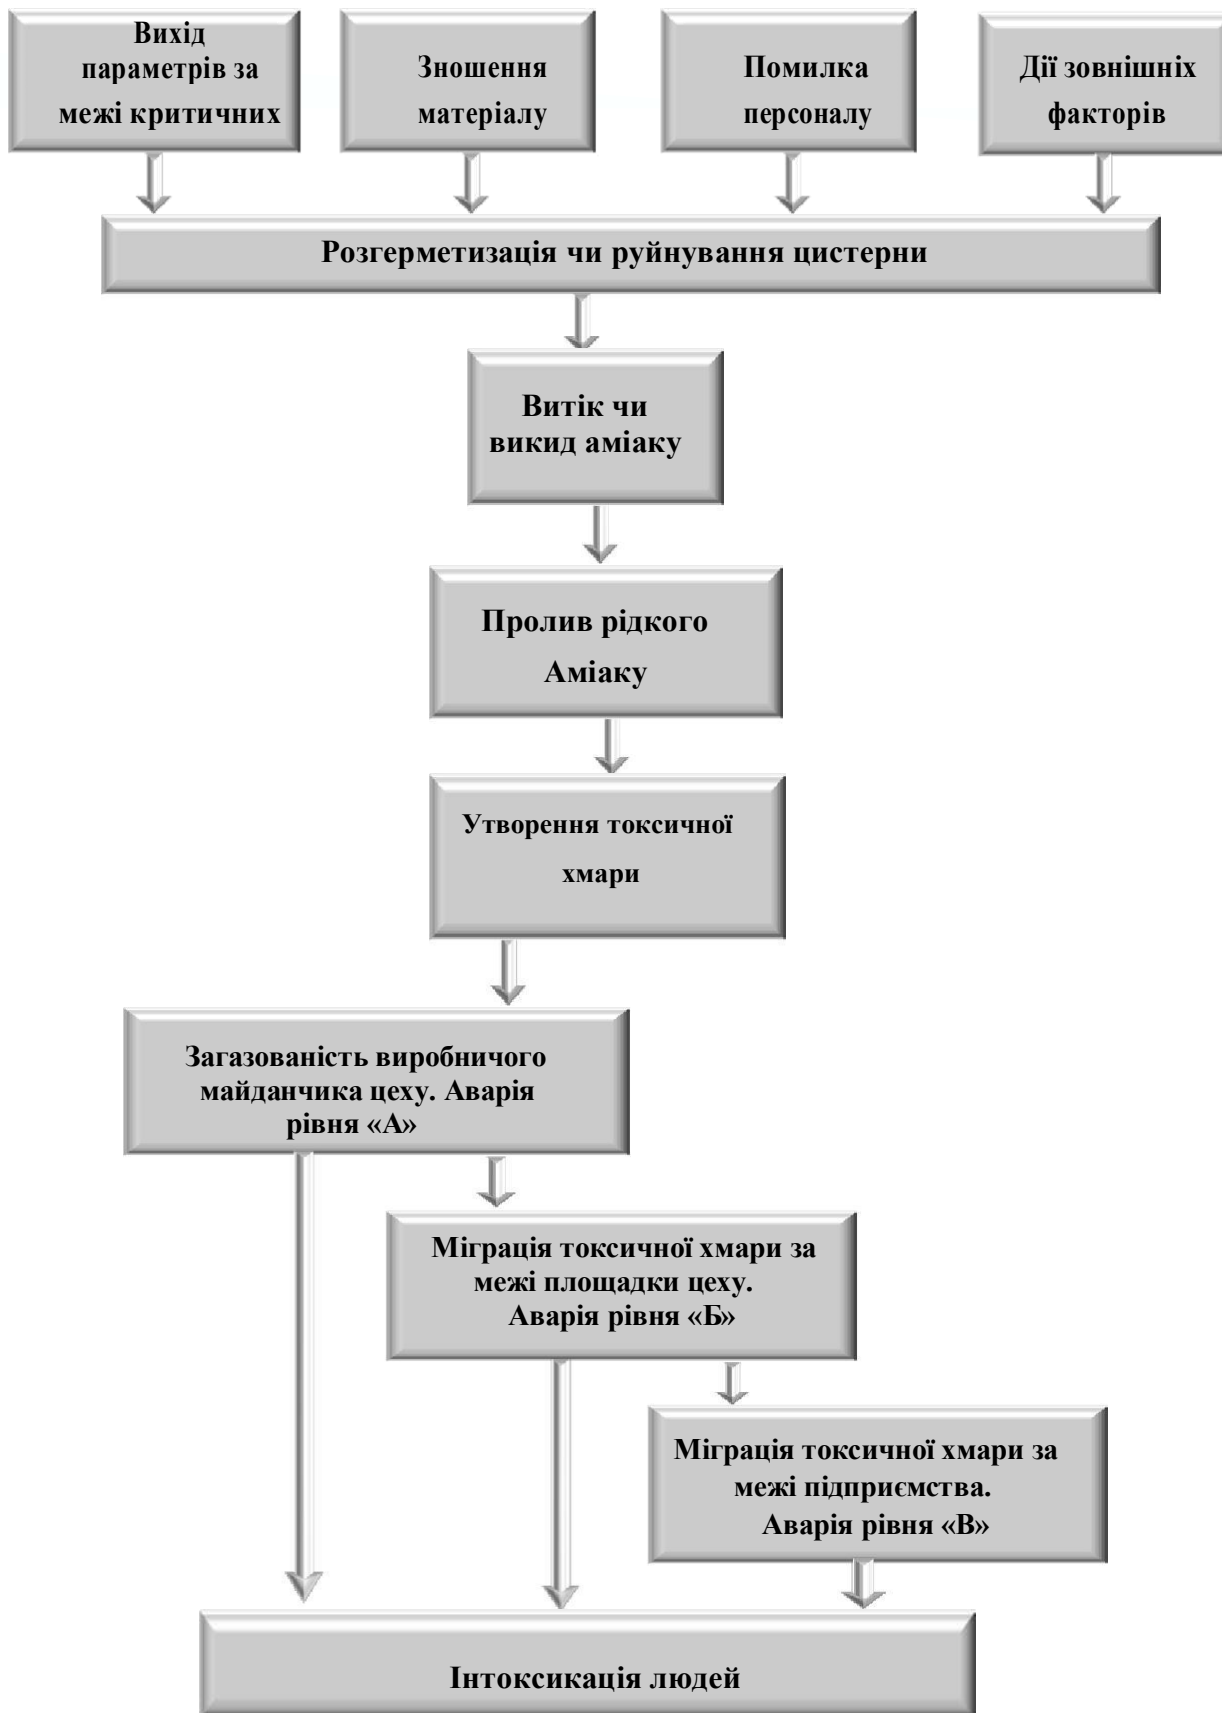 Вихід
параметрів за
межі критичних
Зношення
матеріалу
Помилка
персоналу
Дії зовнішніх
факторів
Розгерметизація чи руйнування цистерни
Витік чи
викид аміаку
Пролив рідкого
Аміаку
Утворення токсичної
хмари
Загазованість виробничого
майданчика цеху. Аварія
рівня «А»
Міграція токсичної хмари за
межі площадки цеху.
Аварія рівня «Б»
Міграція токсичної хмари за
межі підприємства.
Аварія рівня «В»
Інтоксикація людей